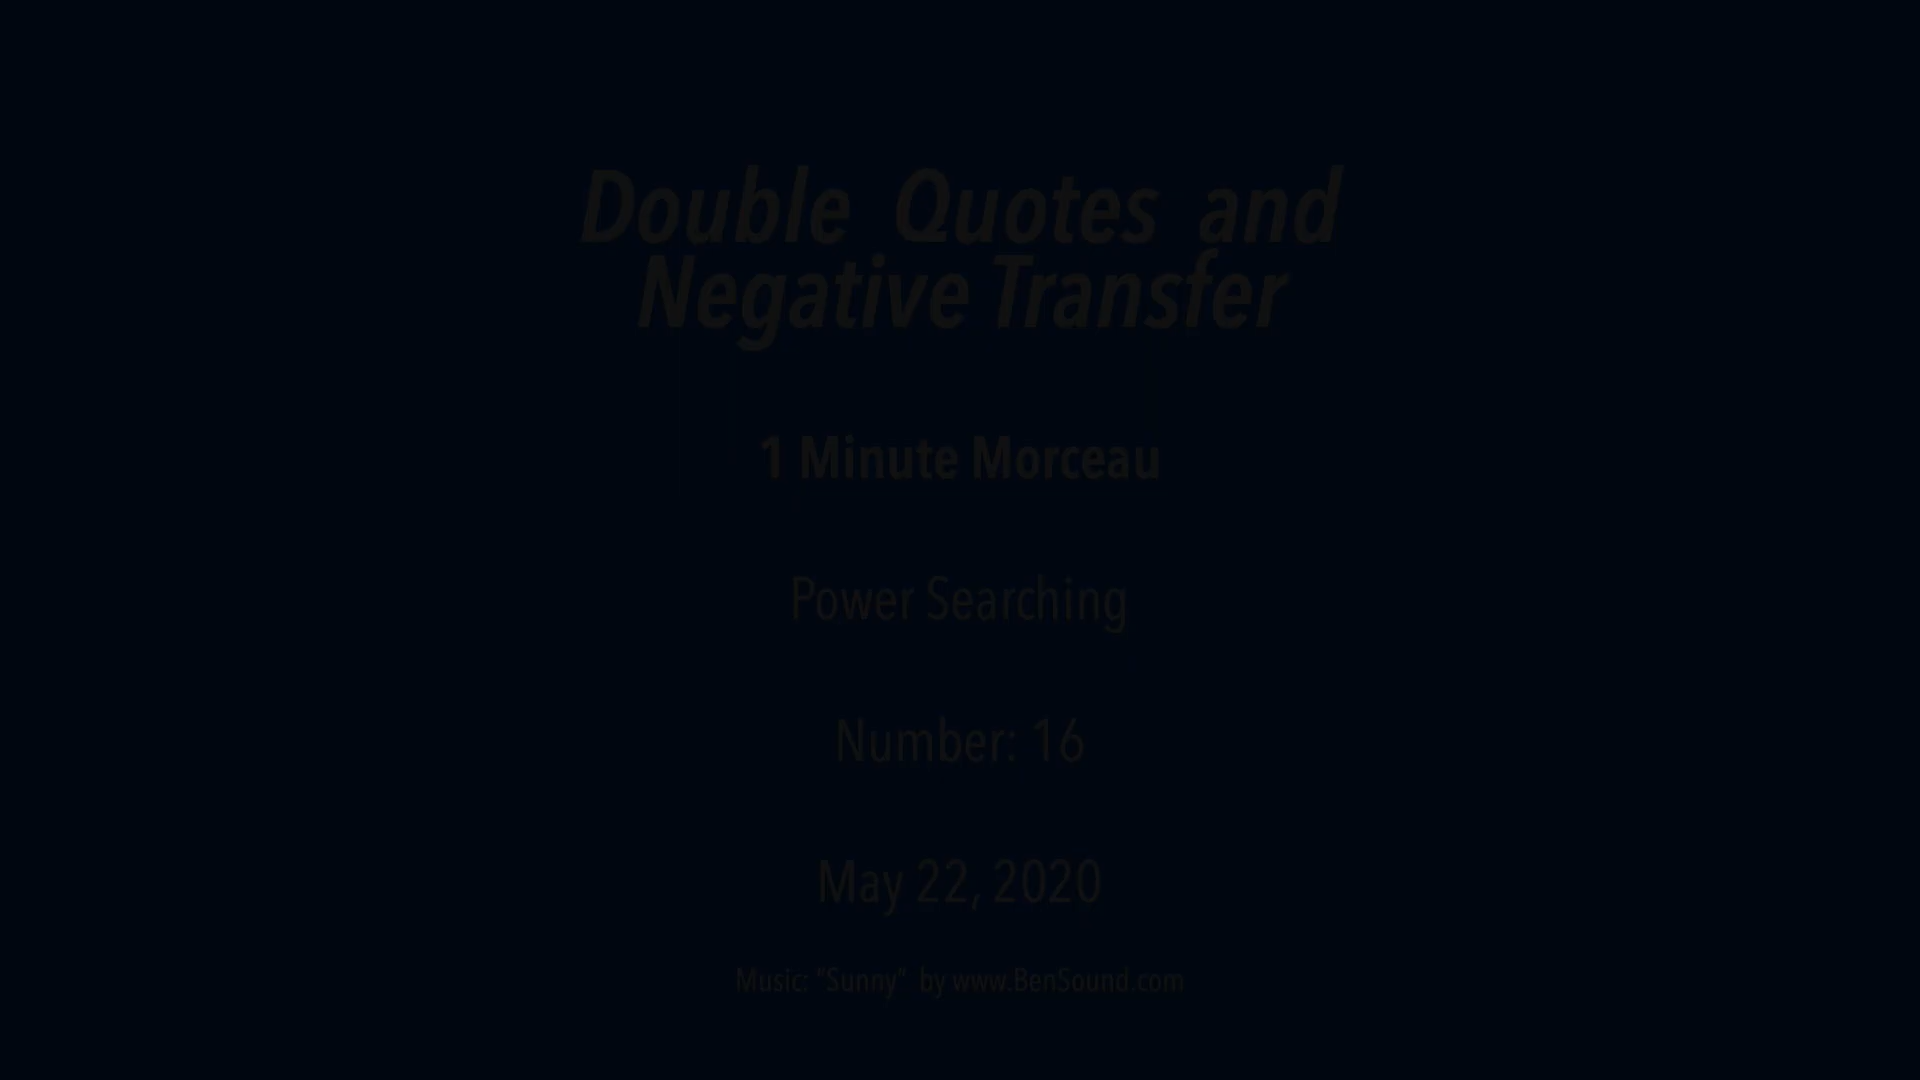 Double Quotes and
Negative Transfer
1 Minute Morceau
Power Searching
Number: 16
May 22, 2020
Music: "Sunny" by www.BenSound.com